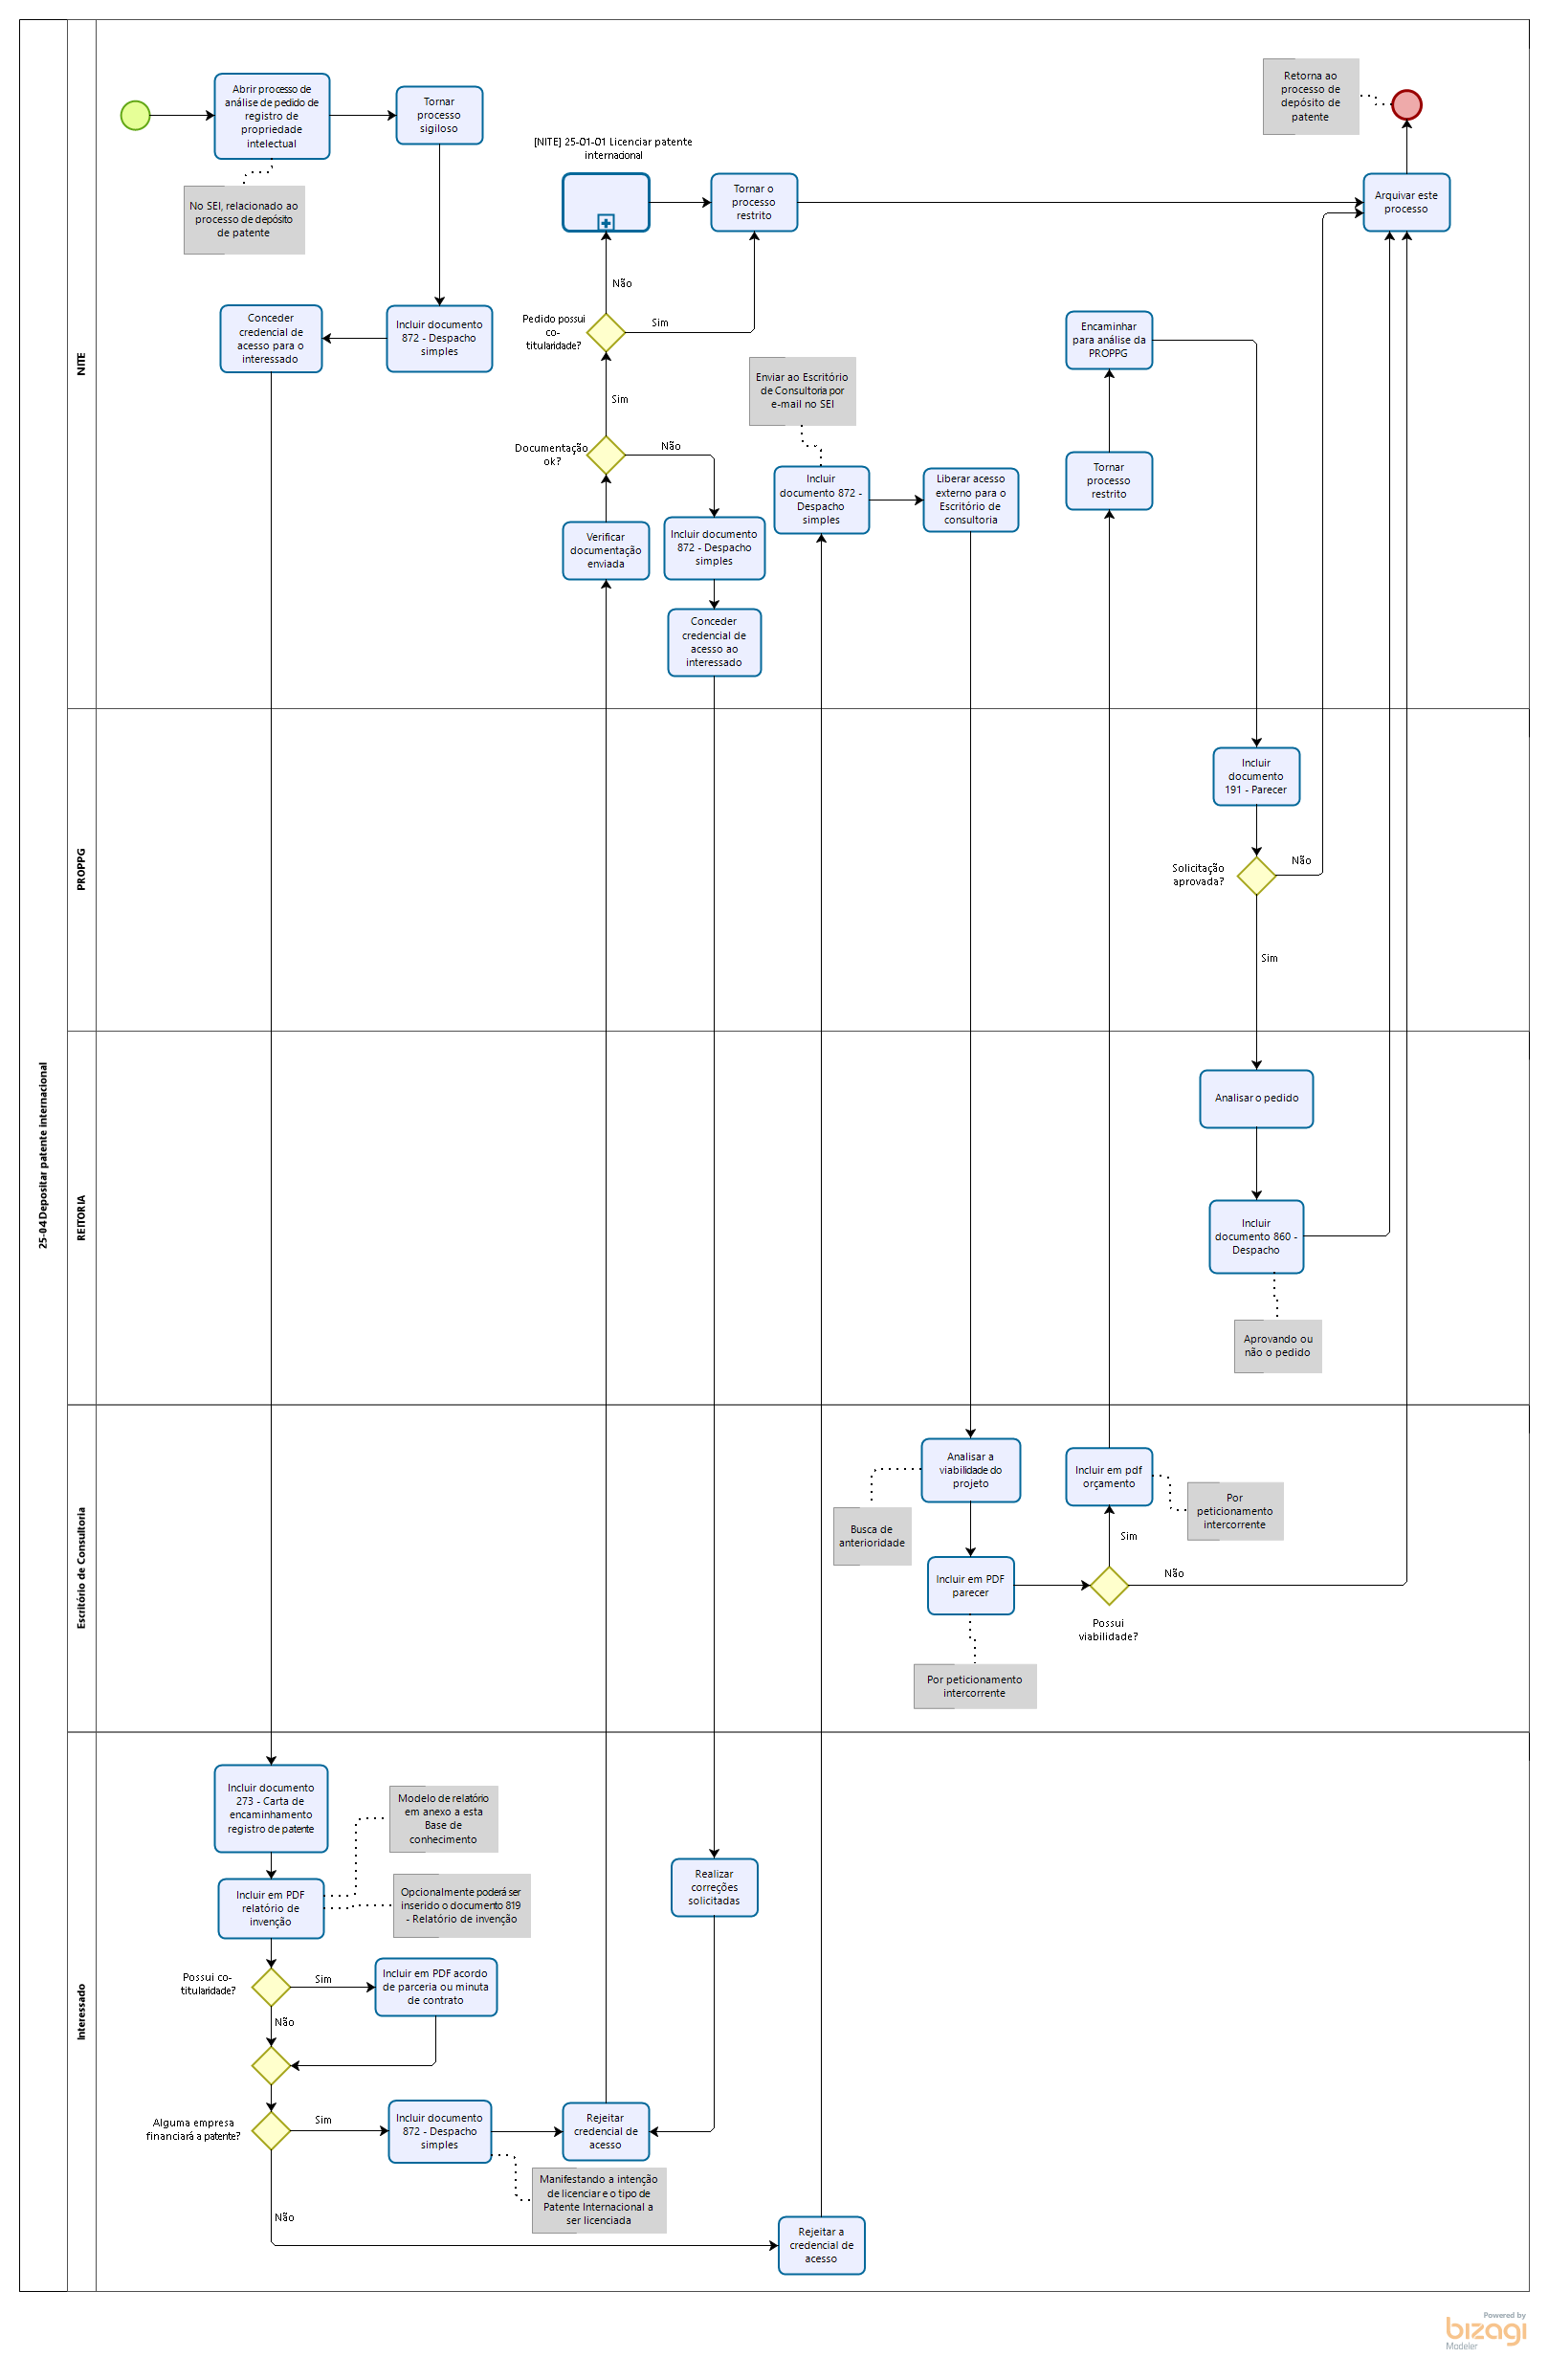 25-04 Depositar patente internacional
NITE
Abrir processo de
análise de pedido de
registro de
propriedade
intelectual
Tornar
processo
sigiloso
No SEI, relacionado ao
processo de depósito
de patente
Conceder
credencial de
acesso para o
interessado
Incluir documento
872 - Despacho
simples
[NITE] 25-01-01 Licenciar patente
internacional
Tornar o
processo
restrito
Retorna ao
processo de
depósito de
patente
Arquivar este
processo
Não
Pedido possui
co-
titularidade?
Sim
Sim
Documentação
ok?
Não
Verificar
documentação
enviada
Incluir documento
872 - Despacho
simples
Conceder
credencial de
acesso ao
interessado
Enviar ao Escritório
de Consultoria por
e-mail no SEI
Incluir
documento 872 -
Despacho
simples
Liberar acesso
externo para o
Escritório de
consultoria
Encaminhar
para análise da
PROPPG
Tornar
processo
restrito
PROPPG
Incluir
documento
191 - Parecer
Solicitação
aprovada?
Não
Sim
REITORIA
Analisar o pedido
Incluir
documento 860 -
Despacho
Aprovando ou
não o pedido
Escritório de Consultoria
Analisar a
viabilidade do
projeto
Busca de
anterioridade
Incluir em PDF
parecer
Por peticionamento
intercorrente
Incluir em pdf
orçamento
Por
peticionamento
intercorrente
Sim
Não
Possui
viabilidade?
Interessado
Incluir documento
273 - Carta de
encaminhamento
registro de patente
Modelo de relatório
em anexo a esta
Base de
conhecimento
Incluir em PDF
relatório de
invenção
Opcionalmente poderá ser
inserido o documento 819
- Relatório de invenção
Possui co-
titularidade?
Sim
Incluir em PDF acordo
de parceria ou minuta
de contrato
Não
Alguma empresa
financiará a patente?
Sim
Incluir documento
872 - Despacho
simples
Rejeitar
credencial de
acesso
Realizar
correções
solicitadas
Manifestando a intenção
de licenciar e o tipo de
Patente Internacional a
ser licenciada
Não
Rejeitar a
credencial de
acesso
Powered by
bizagi
Modeler